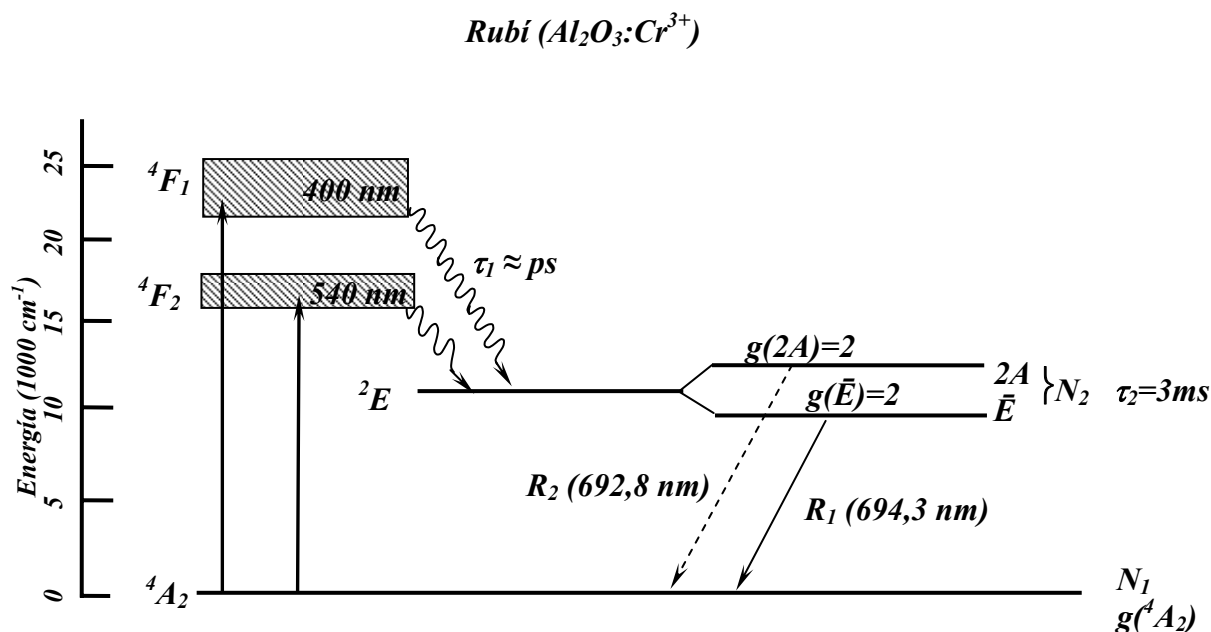 Rubí (Al₂O₃:Cr³⁺)
Energía (1000 cm⁻¹)
25
20
15
10
5
0
⁴F₁
400 nm
τ₁ ≈ ps
⁴F₂
540 nm
²E
g(2A)=2
2A
g(Ē)=2
Ē
}N₂
τ₂=3ms
R₂ (692,8 nm)
R₁ (694,3 nm)
⁴A₂
N₁
g(⁴A₂)